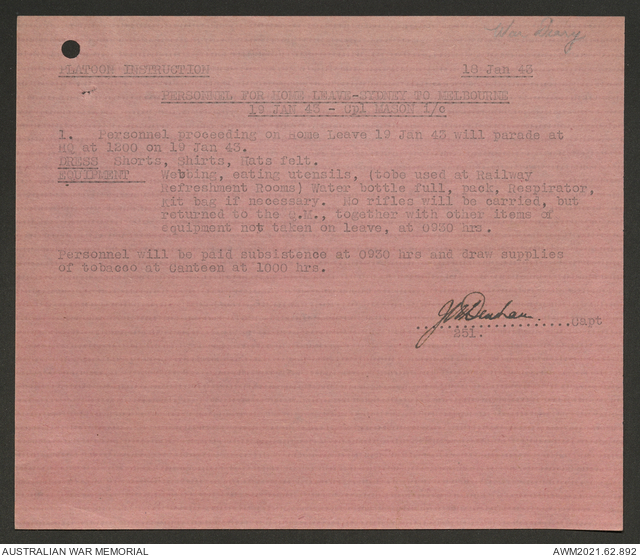 War Diary
PLATOON INSTRUCTION 18 Jan 43
PERSONNEL FOR HOME LEAVE-SYDNEY TO MELBOURNE
19 JAN 43 - Cpl MASON i/c
1. Personnel proceeding on Home Leave 19 Jan 43 will parade at
HQ at 1200 on 19 Jan 43.
DRESS Shorts, Shirts, Hats felt.
EQUIPMENT Webbing, eating utensils, (tobe used at Railway
Refreshment Rooms) Water bottle full, pack, Respirator,
kit bag if necessary. No rifles will be carried, but
returned to the Q.M., together with other items of
equipment not taken on leave, at 0930 hrs.
Personnel will be paid subsistence at 0930 hrs and draw supplies
of tobacco at Canteen at 1000 hrs.
Denham
....................Capt
AUSTRALIAN WAR MEMORIAL AWM2021.62.892